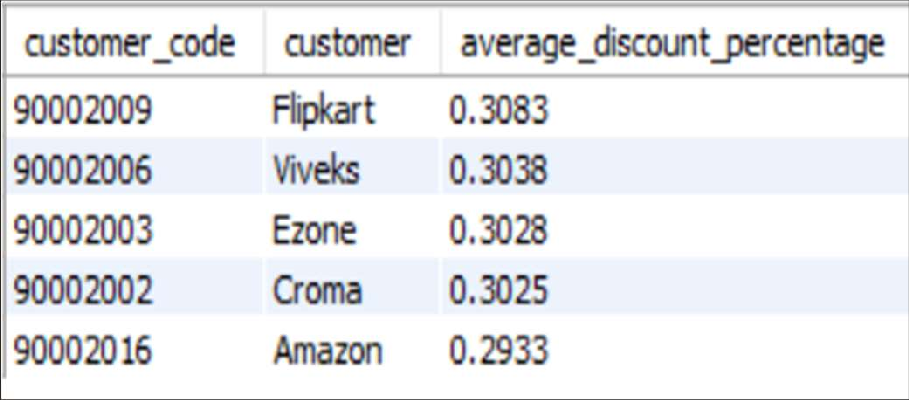 customer_code customer average_discount_percentage
90002009 Flipkart 0.3083
90002006 Viveks 0.3038
90002003 Ezone 0.3028
90002002 Croma 0.3025
90002016 Amazon 0.2933